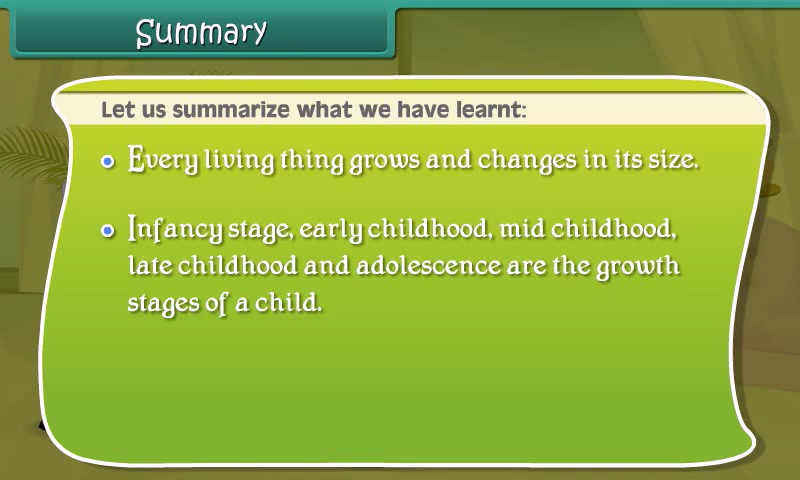 Summary
Let us summarize what we have learnt:
Every living thing grows and changes in its size.
Infancy stage, early childhood, mid childhood,
late childhood and adolescence are the growth
stages of a child.